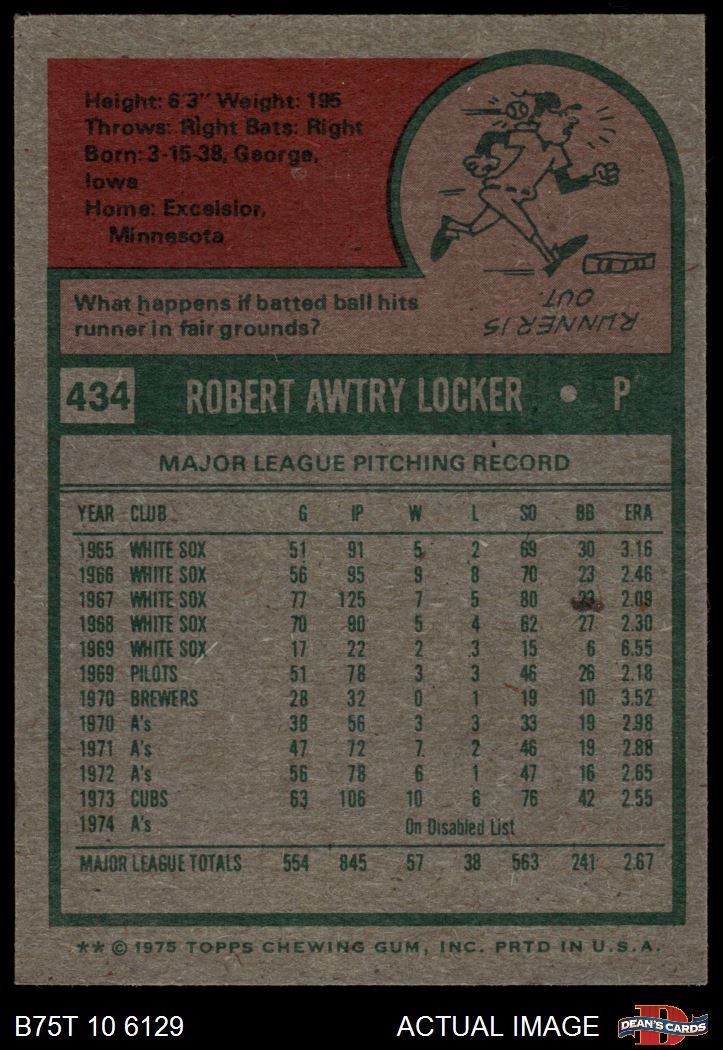 Height: 6'3" Weight: 195
Throws: Right Bats: Right
Born: 3-15-38, George,
Iowa
Home: Excelsior,
Minnesota
What happens if batted ball hits
runner in fair grounds?
RUNNER IS
OUT.
434 ROBERT AWTRY LOCKER • P
MAJOR LEAGUE PITCHING RECORD
YEAR CLUB G IP W L SO BB ERA
1965 WHITE SOX 51 91 5 2 69 30 3.16
1966 WHITE SOX 56 95 9 8 70 23 2.46
1967 WHITE SOX 77 125 7 5 80 23 2.09
1968 WHITE SOX 70 90 5 4 62 27 2.30
1969 WHITE SOX 17 22 2 3 15 6 6.55
1969 PILOTS 51 78 3 3 46 26 2.18
1970 BREWERS 28 32 0 1 19 10 3.52
1970 A's 38 56 3 3 33 19 2.98
1971 A's 47 72 7 2 46 19 2.88
1972 A's 56 78 6 1 47 16 2.65
1973 CUBS 63 106 10 6 76 42 2.55
1974 A's On Disabled List
MAJOR LEAGUE TOTALS 554 845 57 38 563 241 2.67
** © 1975 TOPPS CHEWING GUM, INC. PRTD IN U.S.A.
B75T 10 6129 ACTUAL IMAGE DEAN'S CARDS